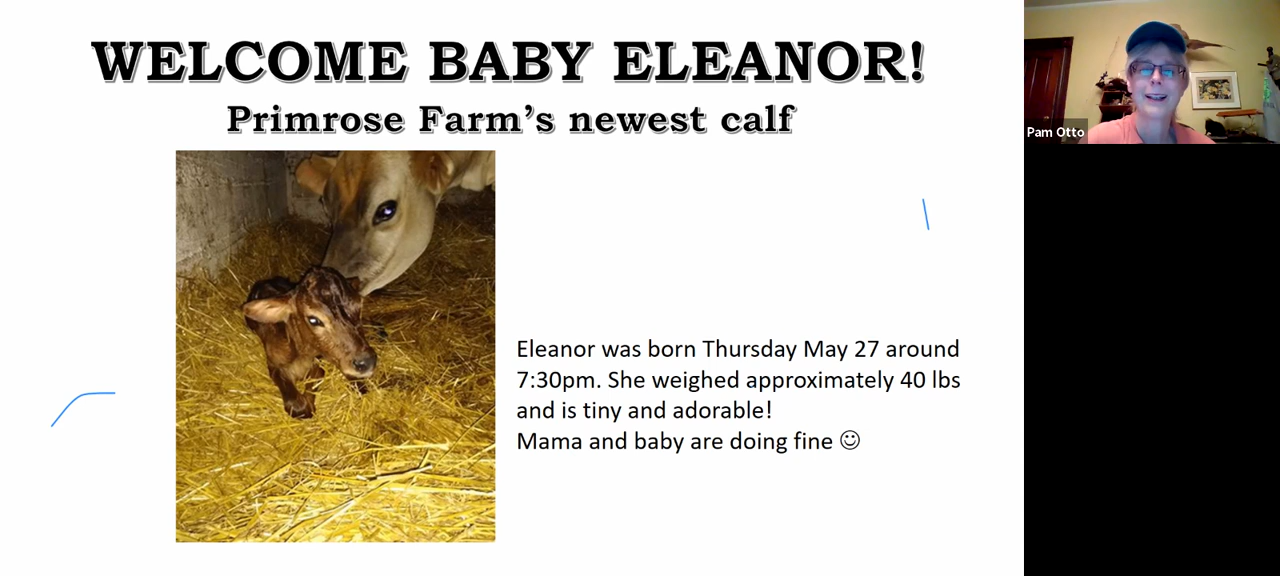 WELCOME BABY ELEANOR!
Primrose Farm’s newest calf
Pam Otto
Eleanor was born Thursday May 27 around
7:30pm. She weighed approximately 40 lbs
and is tiny and adorable!
Mama and baby are doing fine ☺